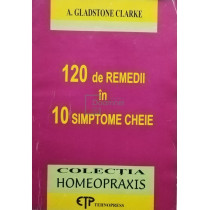 A. GLADSTONE CLARKE
120 de REMEDII
în
10 SIMPTOME CHEIE
COLECȚIA
HOMEOPRAXIS
ETP TEHNOPRESS